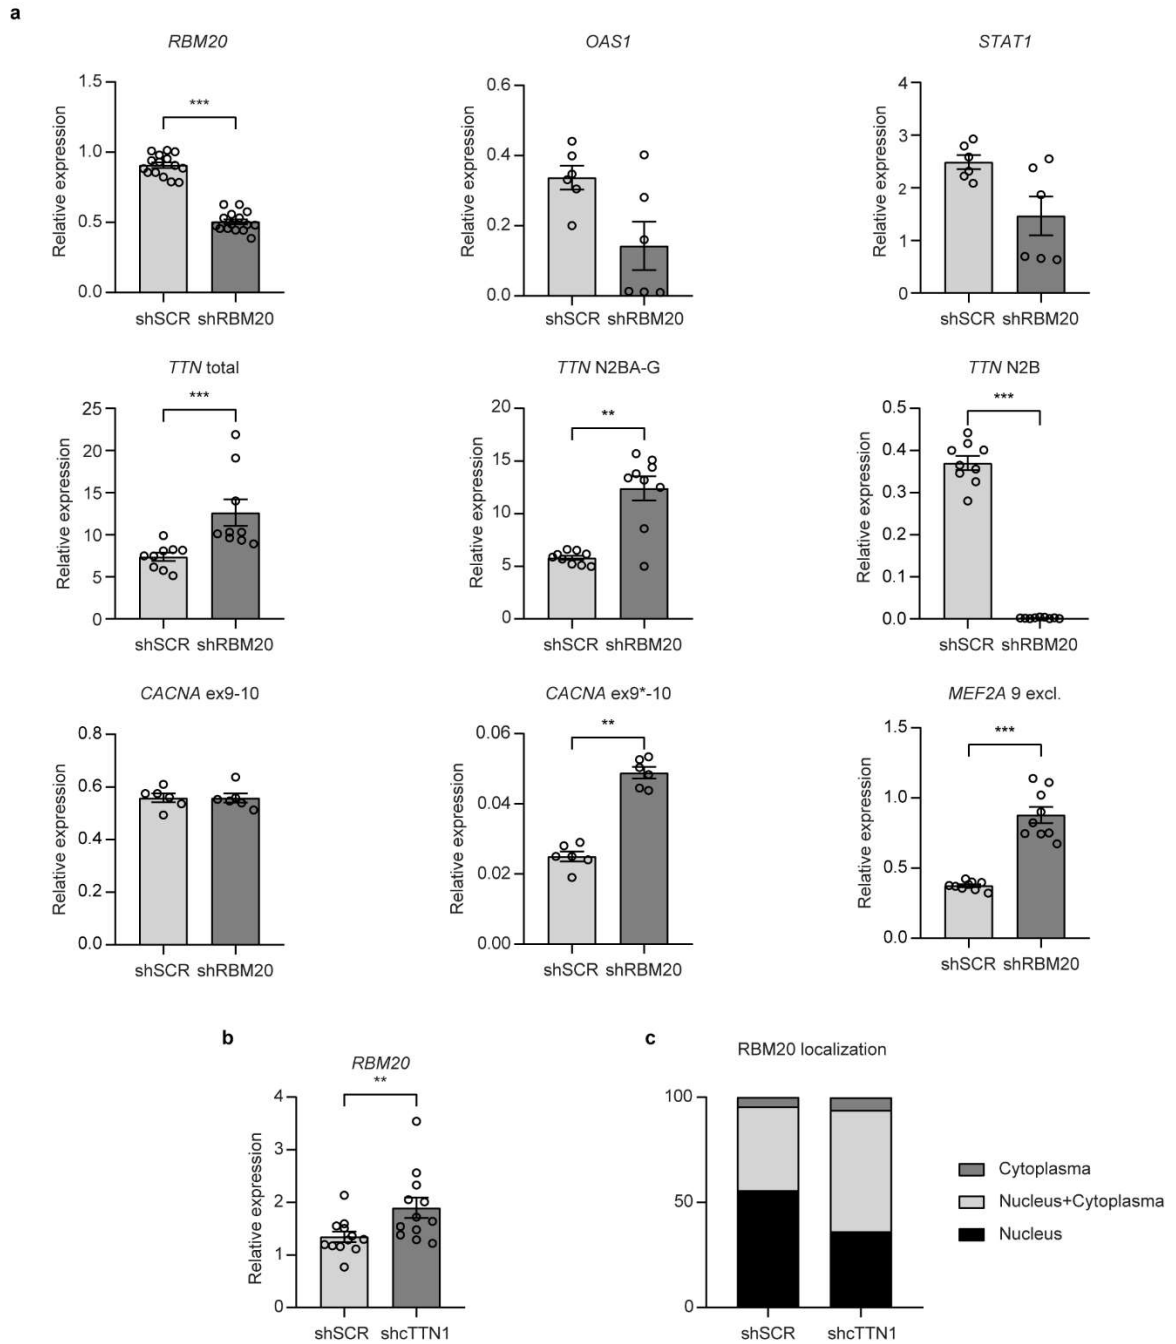 a
RBM20
OAS1
STAT1
Relative expression
1.5
1.0
0.5
0.0
***
shSCR shRBM20
Relative expression
0.6
0.4
0.2
0.0
shSCR shRBM20
Relative expression
4
3
2
1
0
shSCR shRBM20
TTN total
TTN N2BA-G
TTN N2B
Relative expression
25
20
15
10
5
0
***
shSCR shRBM20
Relative expression
20
15
10
5
0
**
shSCR shRBM20
Relative expression
0.5
0.4
0.3
0.2
0.1
0.0
***
shSCR shRBM20
CACNA ex9-10
CACNA ex9*-10
MEF2A 9 excl.
Relative expression
0.8
0.6
0.4
0.2
0.0
shSCR shRBM20
Relative expression
0.06
0.04
0.02
0.00
**
shSCR shRBM20
Relative expression
1.5
1.0
0.5
0.0
***
shSCR shRBM20
b
RBM20
**
Relative expression
4
3
2
1
0
shSCR shcTTN1
c
RBM20 localization
100
50
0
shSCR shcTTN1
Cytoplasma
Nucleus+Cytoplasma
Nucleus